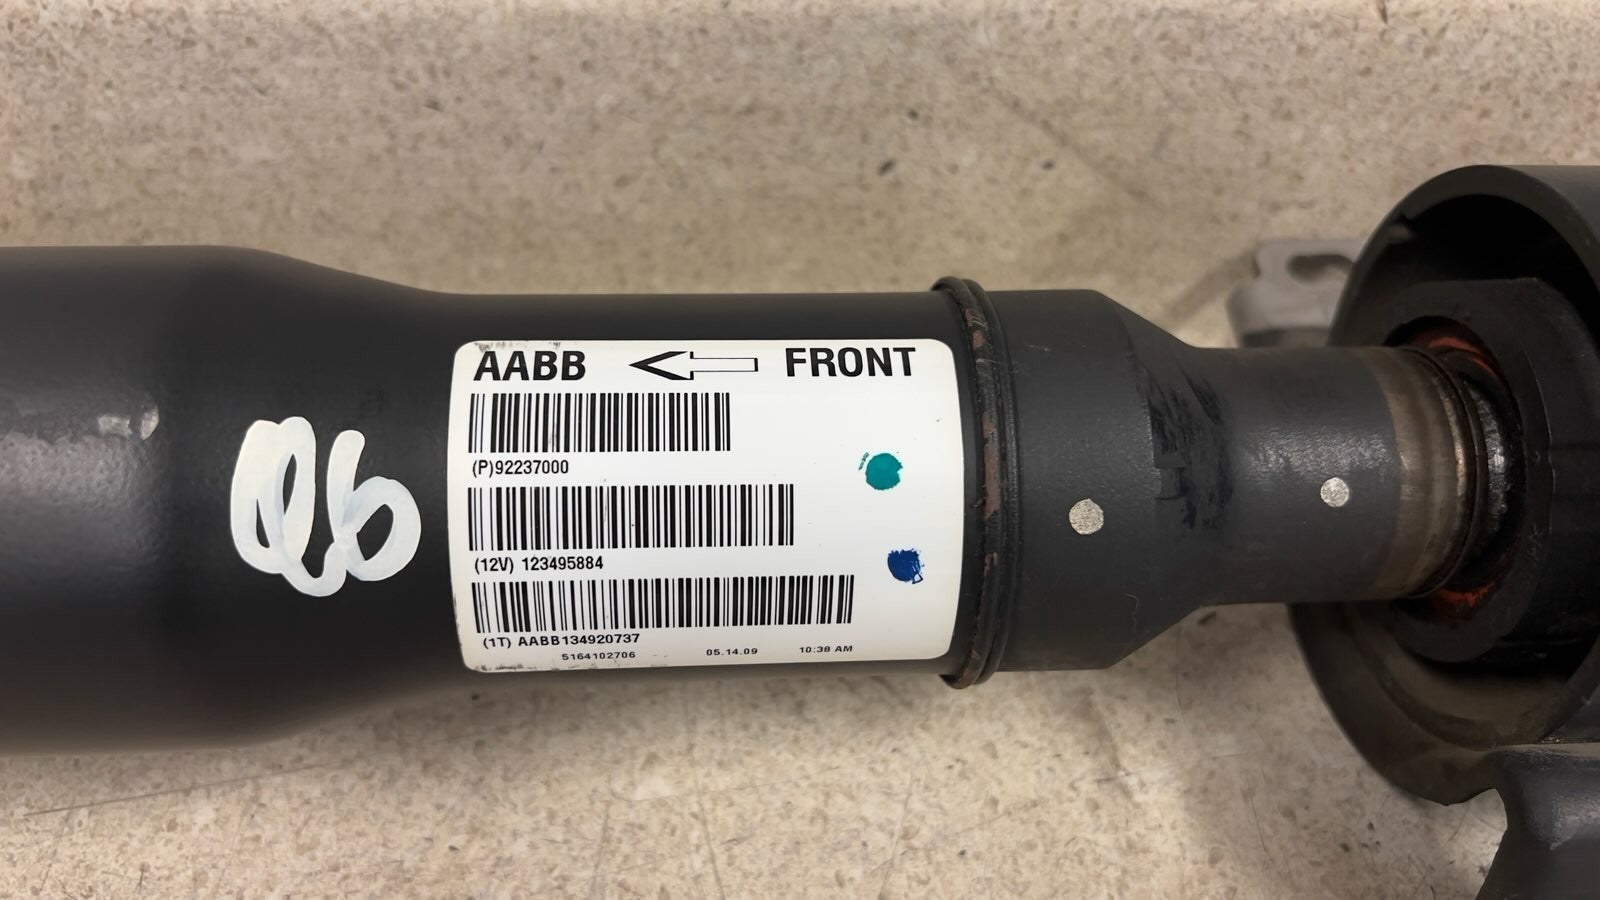 AABB FRONT
(P)92237000
(12V) 123495884
(1T) AABB134920737
5164102706 05.14.09 10:38 AM